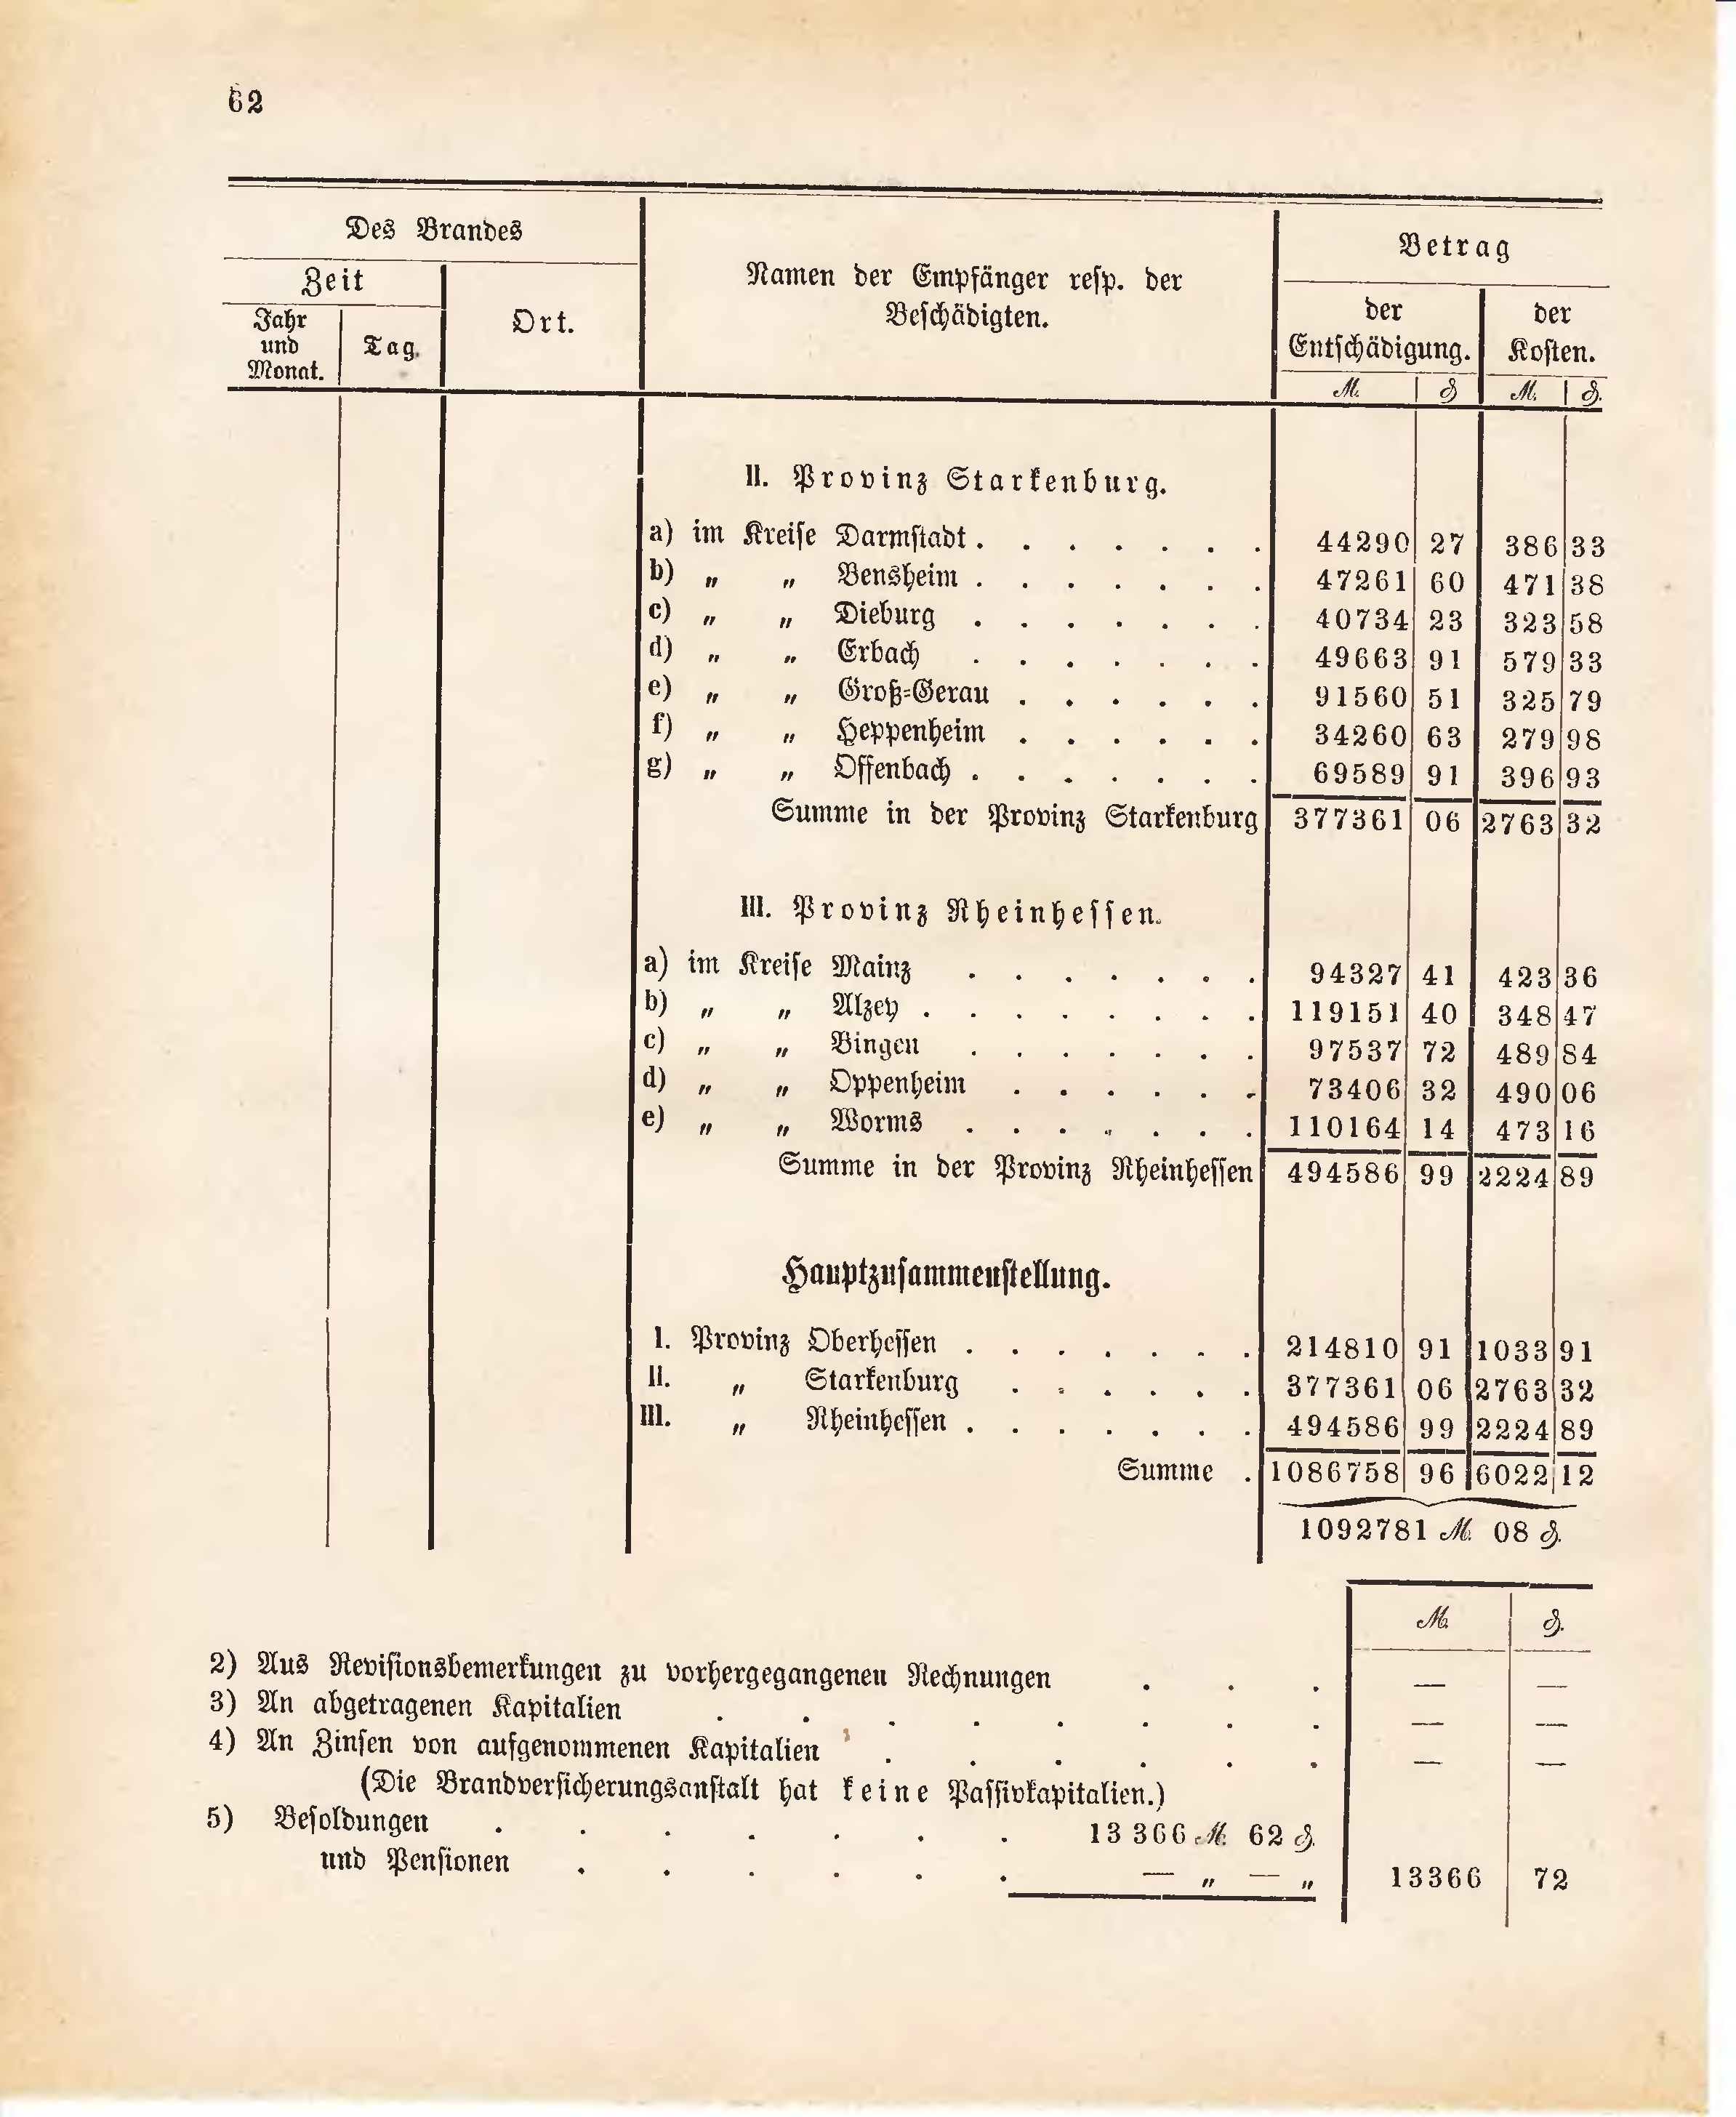 62
Des Brandes
Zeit
Jahr
und
Monat.
Tag.
Ort.
Namen der Empfänger resp. der
Beschädigten.
Betrag
der
Entschädigung.
der
Kosten.
ℳ. | ₰ | ℳ. | ₰.
II. Provinz Starkenburg.
a) im Kreise Darmstadt . . . . . . . 44290 27 386 33
b) „ „ Bensheim . . . . . . . 47261 60 471 38
c) „ „ Dieburg . . . . . . . 40734 23 323 58
d) „ „ Erbach . . . . . . . 49663 91 579 33
e) „ „ Groß-Gerau . . . . . . 91560 51 325 79
f) „ „ Heppenheim . . . . . . 34260 63 279 98
g) „ „ Offenbach . . . . . . . 69589 91 396 93
Summe in der Provinz Starkenburg 377361 06 2763 32
III. Provinz Rheinhessen.
a) im Kreise Mainz . . . . . . . 94327 41 423 36
b) „ „ Alzey . . . . . . . . 119151 40 348 47
c) „ „ Bingen . . . . . . . 97537 72 489 84
d) „ „ Oppenheim . . . . . . 73406 32 490 06
e) „ „ Worms . . . . . . . 110164 14 473 16
Summe in der Provinz Rheinhessen 494586 99 2224 89
Hauptzusammenstellung.
I. Provinz Oberhessen . . . . . . . 214810 91 1033 91
II. „ Starkenburg . . . . . . 377361 06 2763 32
III. „ Rheinhessen . . . . . . . 494586 99 2224 89
Summe . 1086758 96 6022 12
1092781 ℳ. 08 ₰.
ℳ. ₰.
2) Aus Revisionsbemerkungen zu vorhergegangenen Rechnungen . . . — —
3) An abgetragenen Kapitalien . . . . . . . . — —
4) An Zinsen von aufgenommenen Kapitalien . . . . . . — —
(Die Brandversicherungsanstalt hat keine Passivkapitalien.)
5) Besoldungen . . . . . . . 13 366 ℳ. 62 ₰.
und Pensionen . . . . . . — „ — „ 13366 72